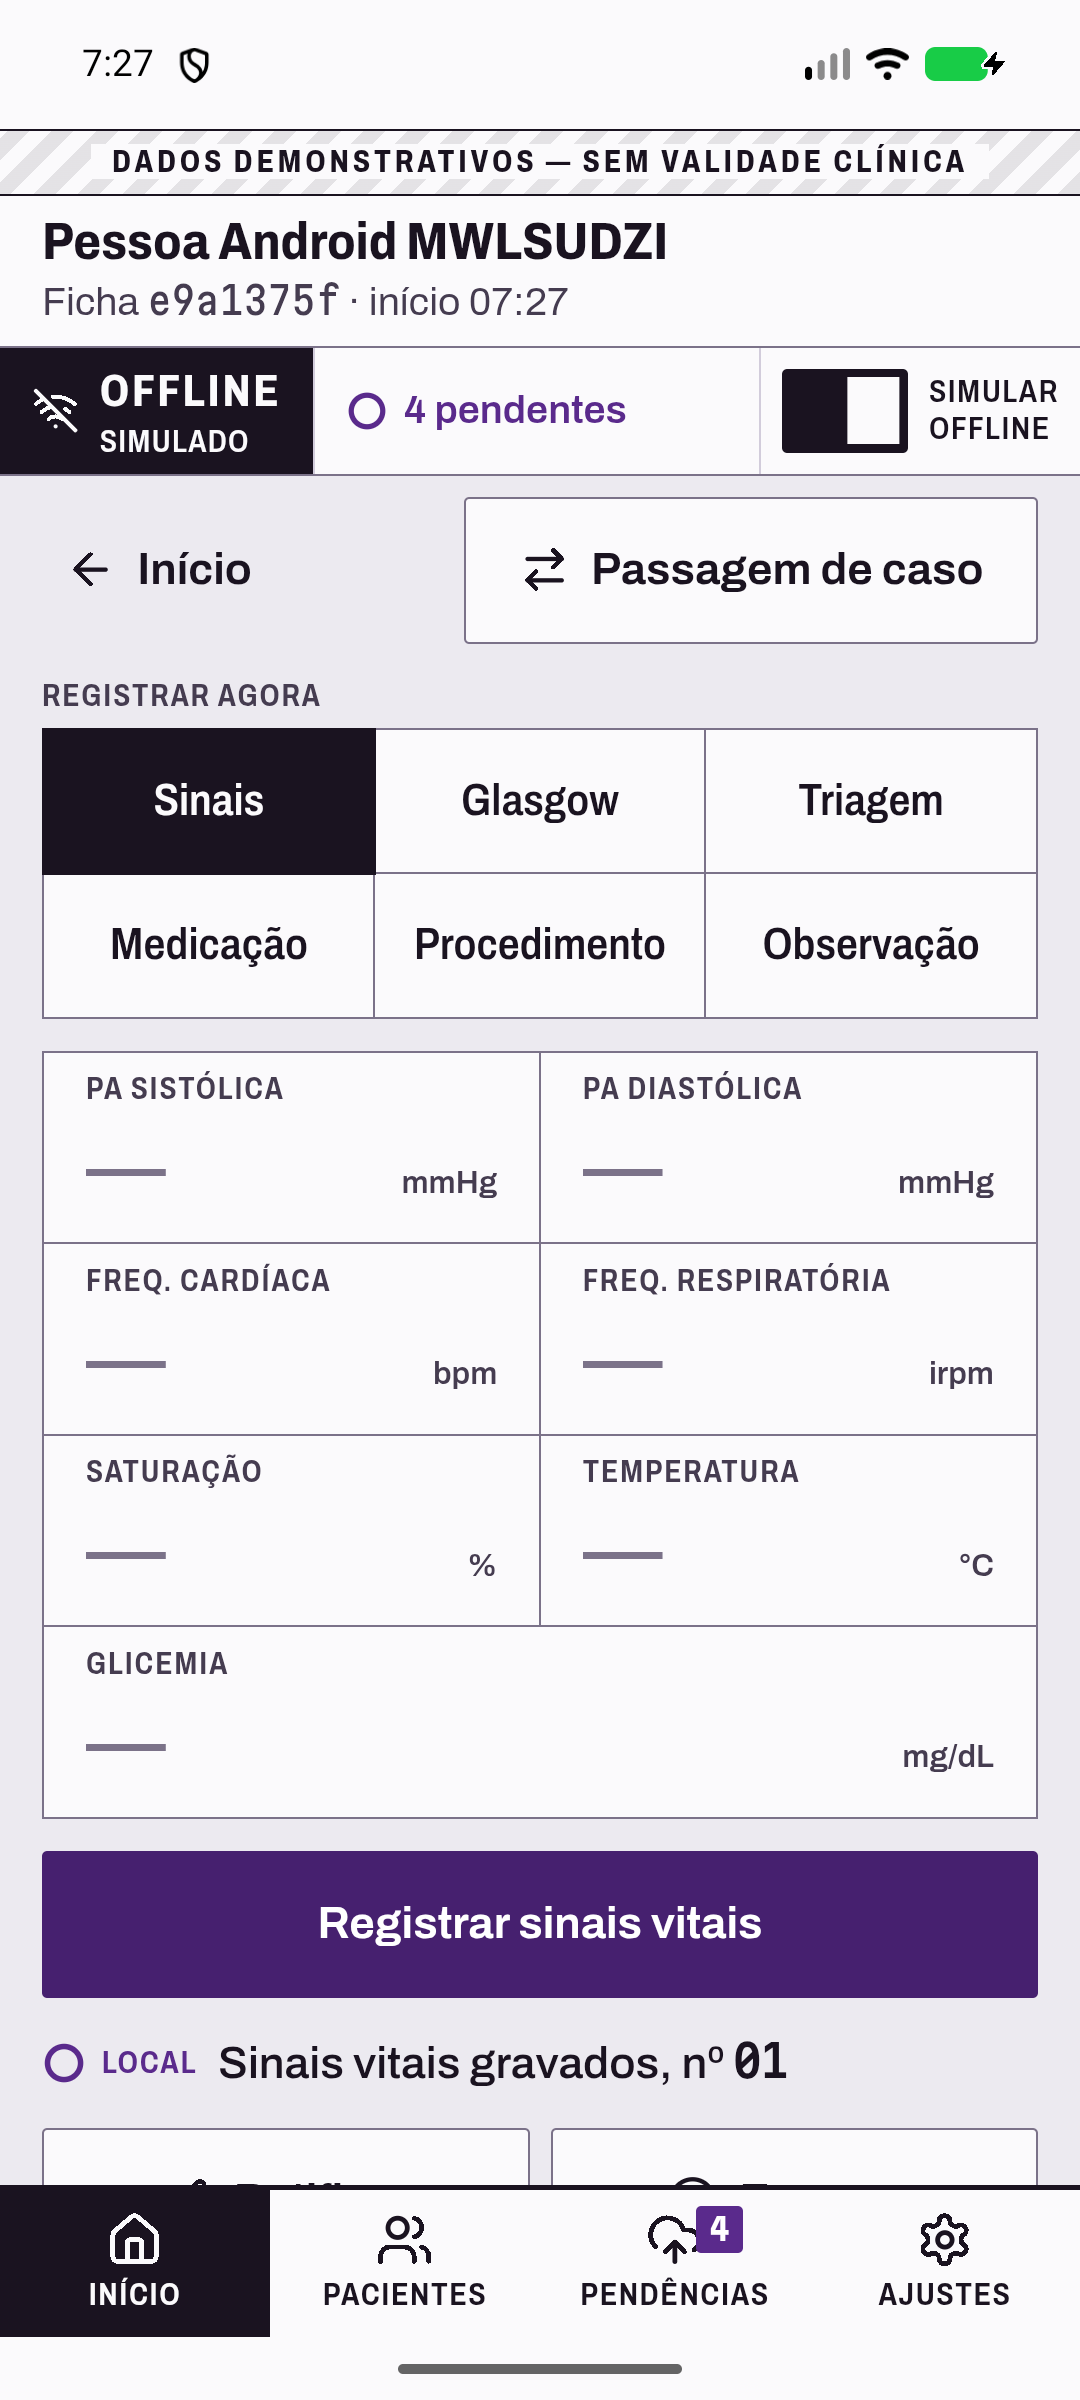 7:27
DADOS DEMONSTRATIVOS — SEM VALIDADE CLÍNICA
Pessoa Android MWLSUDZI
Ficha e9a1375f · início 07:27
OFFLINE
SIMULADO
4 pendentes
SIMULAR
OFFLINE
Início
Passagem de caso
REGISTRAR AGORA
Sinais
Glasgow
Triagem
Medicação
Procedimento
Observação
PA SISTÓLICA
— mmHg
PA DIASTÓLICA
— mmHg
FREQ. CARDÍACA
— bpm
FREQ. RESPIRATÓRIA
— irpm
SATURAÇÃO
— %
TEMPERATURA
— °C
GLICEMIA
— mg/dL
Registrar sinais vitais
LOCAL Sinais vitais gravados, nº 01
4
INÍCIO
PACIENTES
PENDÊNCIAS
AJUSTES